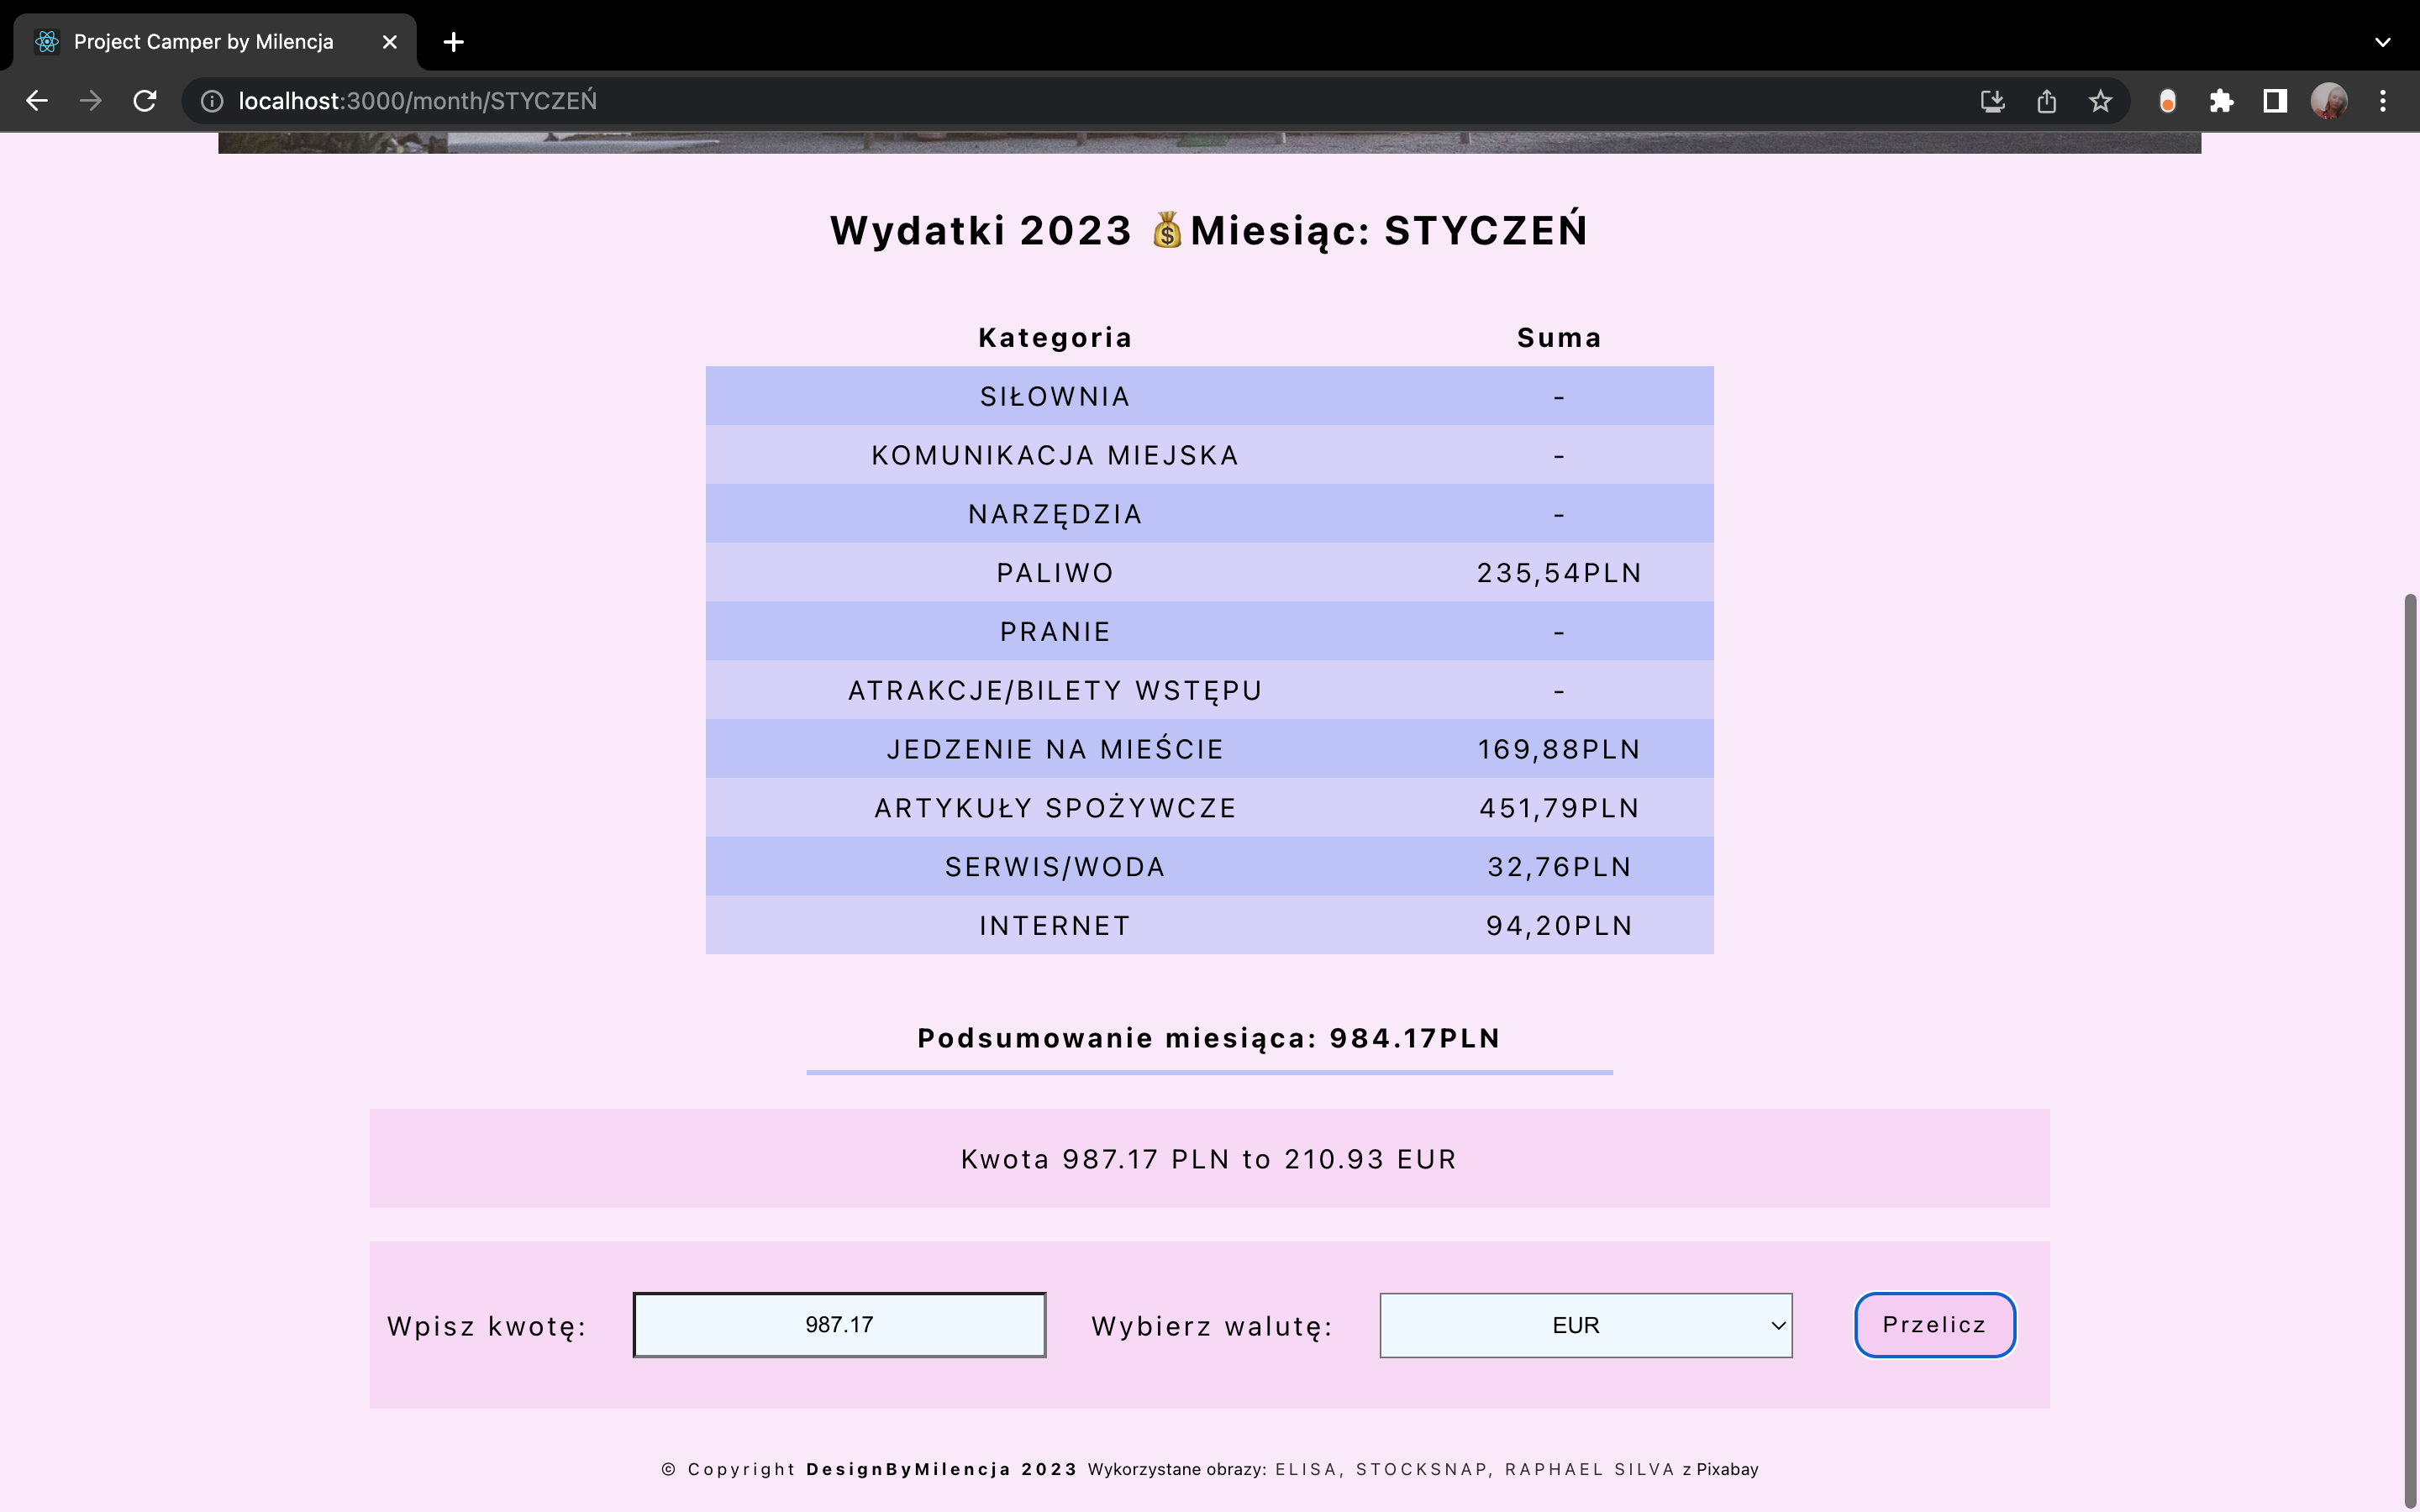 Project Camper by Milencja
localhost:3000/month/STYCZEŃ
Wydatki 2023 💰Miesiąc: STYCZEŃ
Kategoria Suma
SIŁOWNIA -
KOMUNIKACJA MIEJSKA -
NARZĘDZIA -
PALIWO 235,54PLN
PRANIE -
ATRAKCJE/BILETY WSTĘPU -
JEDZENIE NA MIEŚCIE 169,88PLN
ARTYKUŁY SPOŻYWCZE 451,79PLN
SERWIS/WODA 32,76PLN
INTERNET 94,20PLN
Podsumowanie miesiąca: 984.17PLN
Kwota 987.17 PLN to 210.93 EUR
Wpisz kwotę: 987.17 Wybierz walutę: EUR Przelicz
© Copyright DesignByMilencja 2023 Wykorzystane obrazy: ELISA, STOCKSNAP, RAPHAEL SILVA z Pixabay